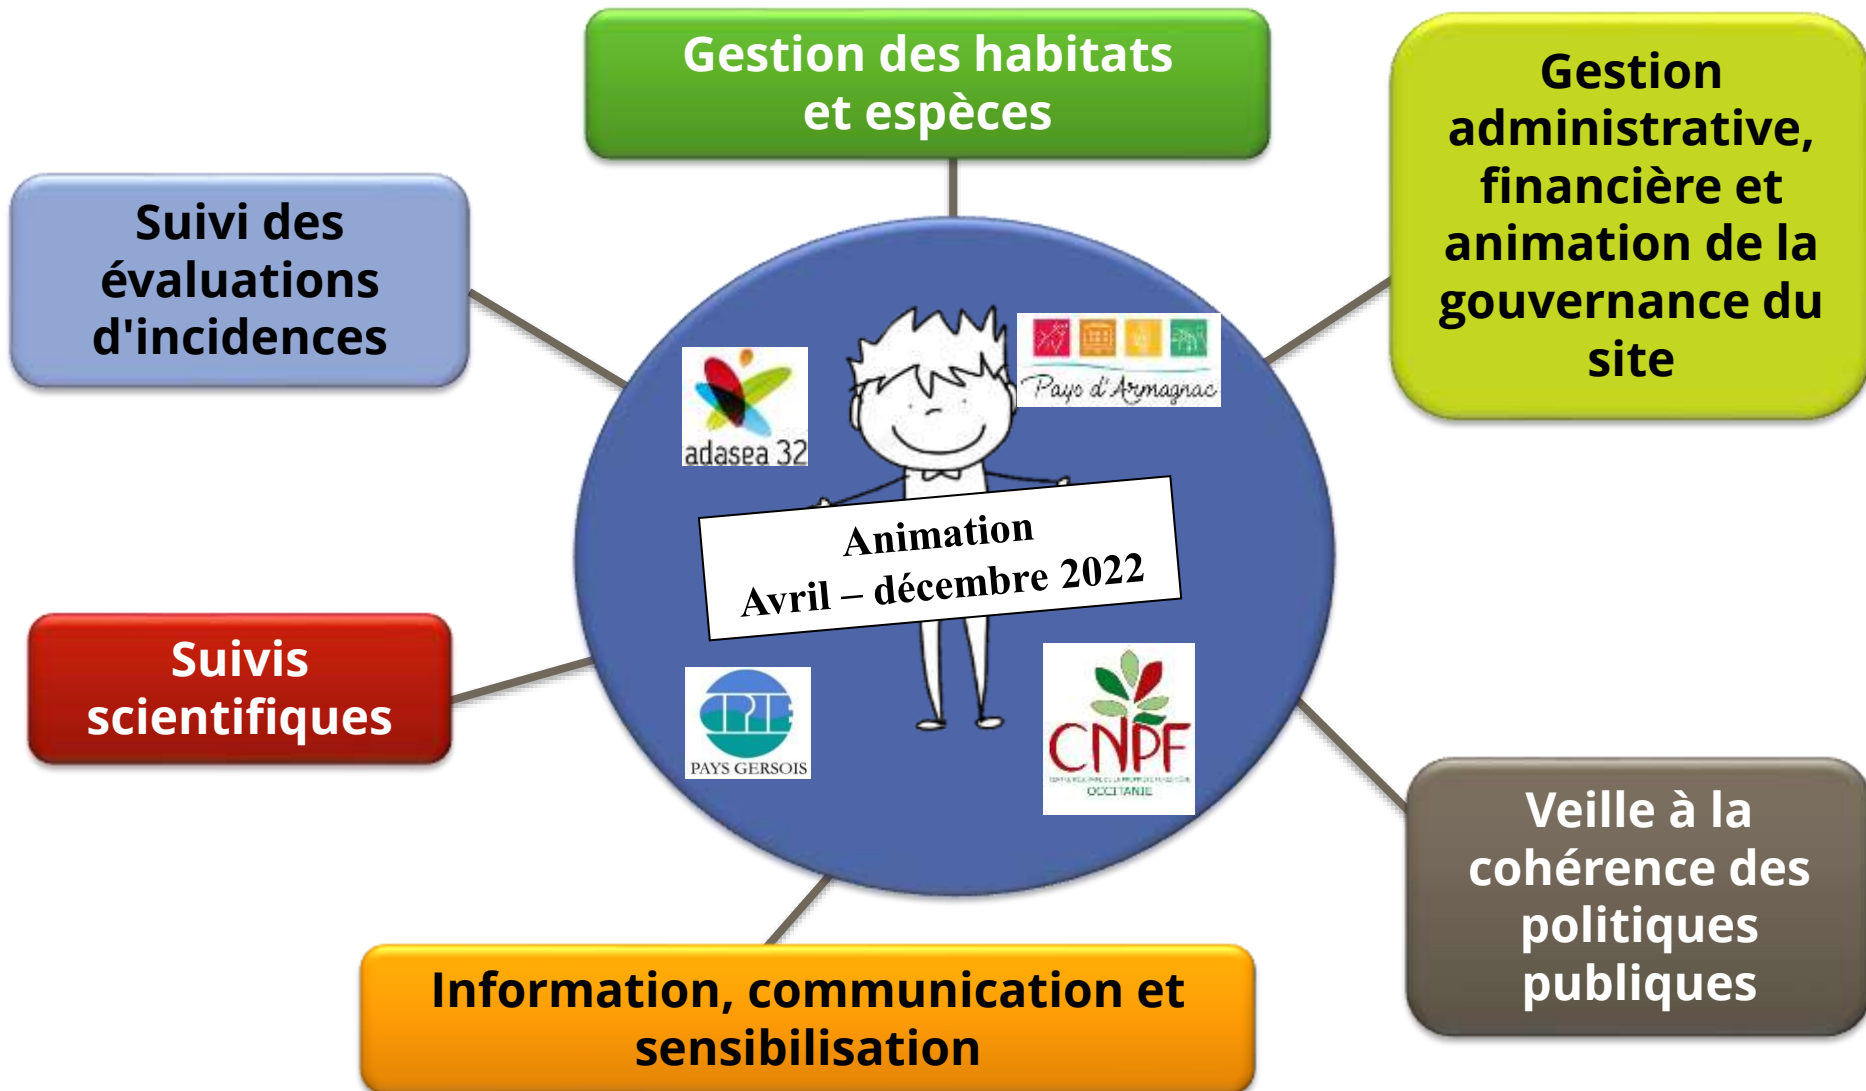 Gestion des habitats
et espèces
Gestion
administrative,
financière et
animation de la
gouvernance du
site
Suivi des
évaluations
d'incidences
adasea 32
Pays d'Armagnac
Animation
Avril – décembre 2022
Suivis
scientifiques
CPIE
PAYS GERSOIS
CNPF
OCCITANIE
Veille à la
cohérence des
politiques
publiques
Information, communication et
sensibilisation